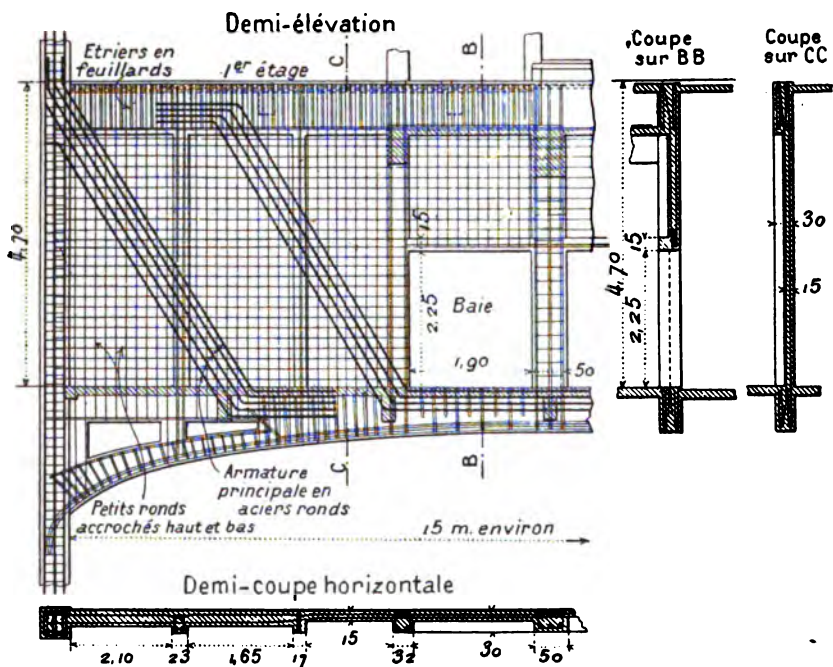 Demi-élévation
Etriers en
feuillards
1er étage
C
B
Coupe
sur BB
Coupe
sur CC
4,70
15
2,25
Baie
1,90
50
4,70
15
2,25
30
15
Armature
principale en
aciers ronds
Petits ronds
accrochés haut et bas
C
B
15 m. environ
Demi-coupe horizontale
2,10
23
1,65
17
15
32
30
50